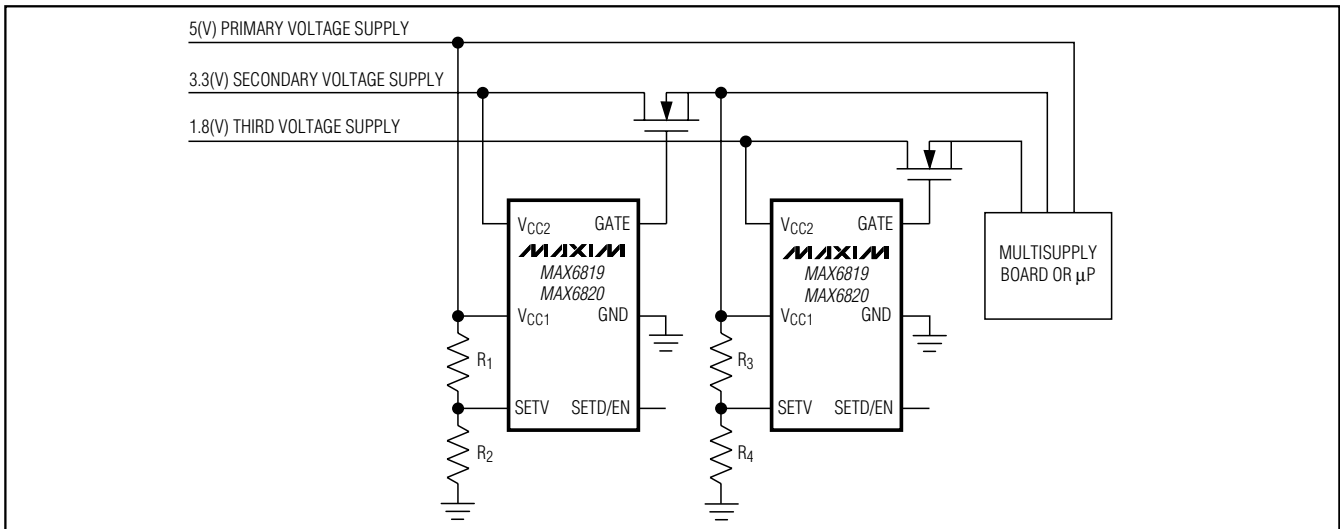 5(V) PRIMARY VOLTAGE SUPPLY
3.3(V) SECONDARY VOLTAGE SUPPLY
1.8(V) THIRD VOLTAGE SUPPLY
VCC2 GATE
MAXIM
MAX6819
MAX6820
VCC1 GND
R1
SETV SETD/EN
R2
VCC2 GATE
MAXIM
MAX6819
MAX6820
VCC1 GND
R3
SETV SETD/EN
R4
MULTISUPPLY
BOARD OR µP